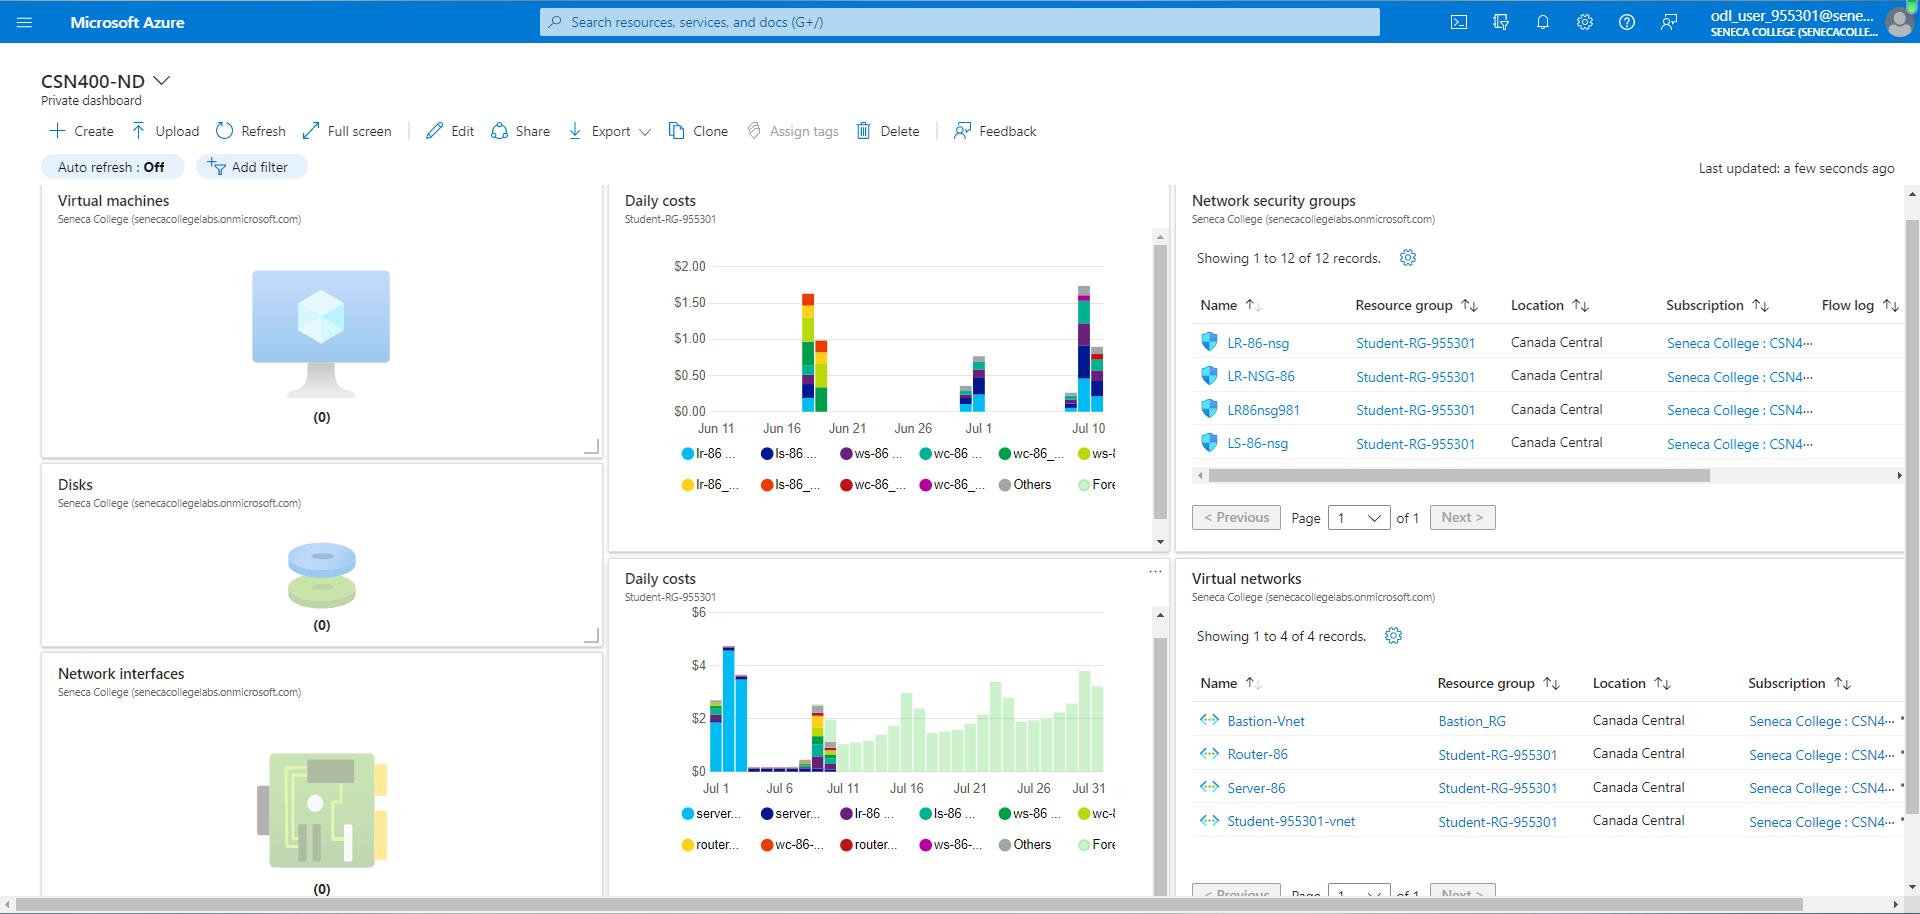 Microsoft Azure
Search resources, services, and docs (G+/)
odl_user_955301@sene...
SENECA COLLEGE (SENECACOLLE...
CSN400-ND
Private dashboard
Create Upload Refresh Full screen Edit Share Export Clone Assign tags Delete Feedback
Auto refresh : Off Add filter
Last updated: a few seconds ago
Virtual machines
Seneca College (senecacollegelabs.onmicrosoft.com)
(0)
Disks
Seneca College (senecacollegelabs.onmicrosoft.com)
(0)
Network interfaces
Seneca College (senecacollegelabs.onmicrosoft.com)
(0)
Daily costs
Student-RG-955301
$2.00
$1.50
$1.00
$0.50
$0.00
Jun 11 Jun 16 Jun 21 Jun 26 Jul 1 Jul 10
lr-86 ... ls-86 ... ws-86 ... wc-86 ... wc-86_... ws-8
lr-86_... ls-86_... wc-86_... wc-86_... Others Fore
Daily costs
Student-RG-955301
$6
$4
$2
$0
Jul 1 Jul 6 Jul 11 Jul 16 Jul 21 Jul 26 Jul 31
server... server... lr-86 ... ls-86 ... ws-86 ... wc-8
router... wc-86-... router... ws-86-... Others Fore
Network security groups
Seneca College (senecacollegelabs.onmicrosoft.com)
Showing 1 to 12 of 12 records.
Name Resource group Location Subscription Flow log
LR-86-nsg Student-RG-955301 Canada Central Seneca College : CSN4...
LR-NSG-86 Student-RG-955301 Canada Central Seneca College : CSN4...
LR86nsg981 Student-RG-955301 Canada Central Seneca College : CSN4...
LS-86-nsg Student-RG-955301 Canada Central Seneca College : CSN4...
< Previous Page 1 of 1 Next >
Virtual networks
Seneca College (senecacollegelabs.onmicrosoft.com)
Showing 1 to 4 of 4 records.
Name Resource group Location Subscription
Bastion-Vnet Bastion_RG Canada Central Seneca College : CSN4...
Router-86 Student-RG-955301 Canada Central Seneca College : CSN4...
Server-86 Student-RG-955301 Canada Central Seneca College : CSN4...
Student-955301-vnet Student-RG-955301 Canada Central Seneca College : CSN4...
< Previous Page 1 of 1 Next >